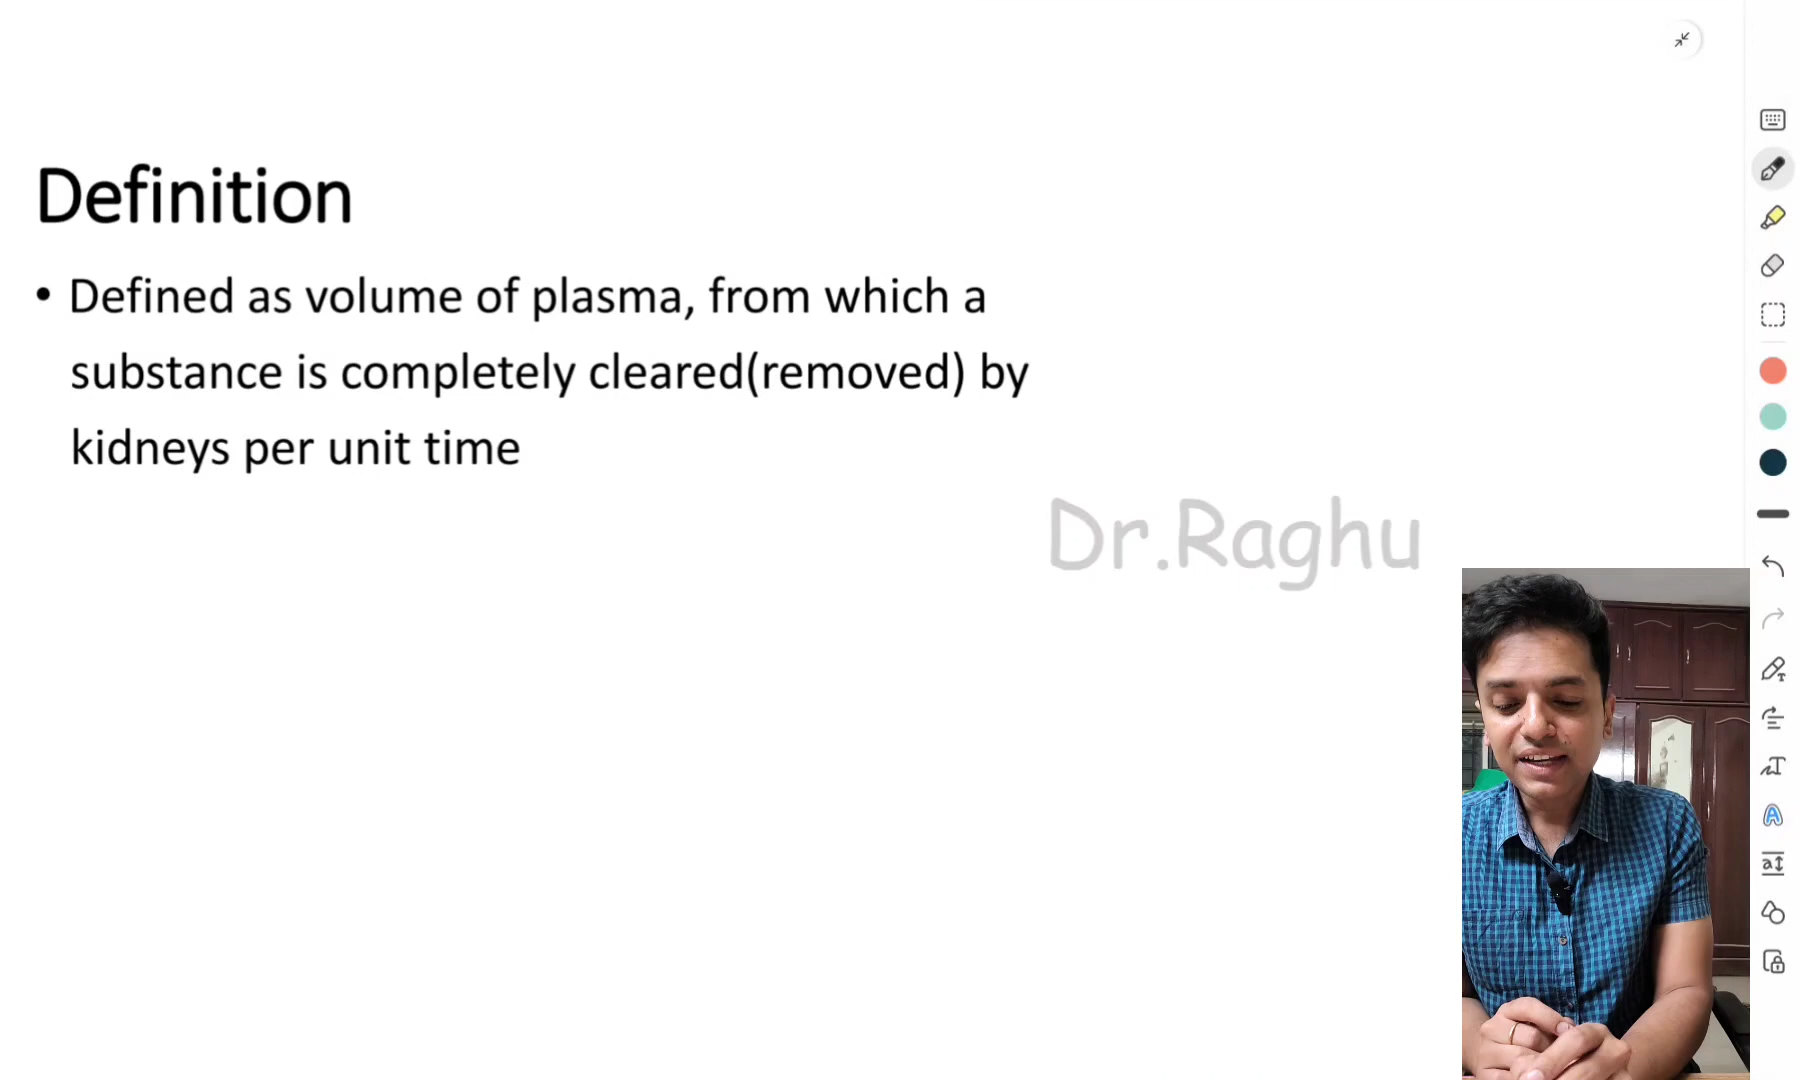 Definition
• Defined as volume of plasma, from which a
substance is completely cleared(removed) by
kidneys per unit time
Dr.Raghu